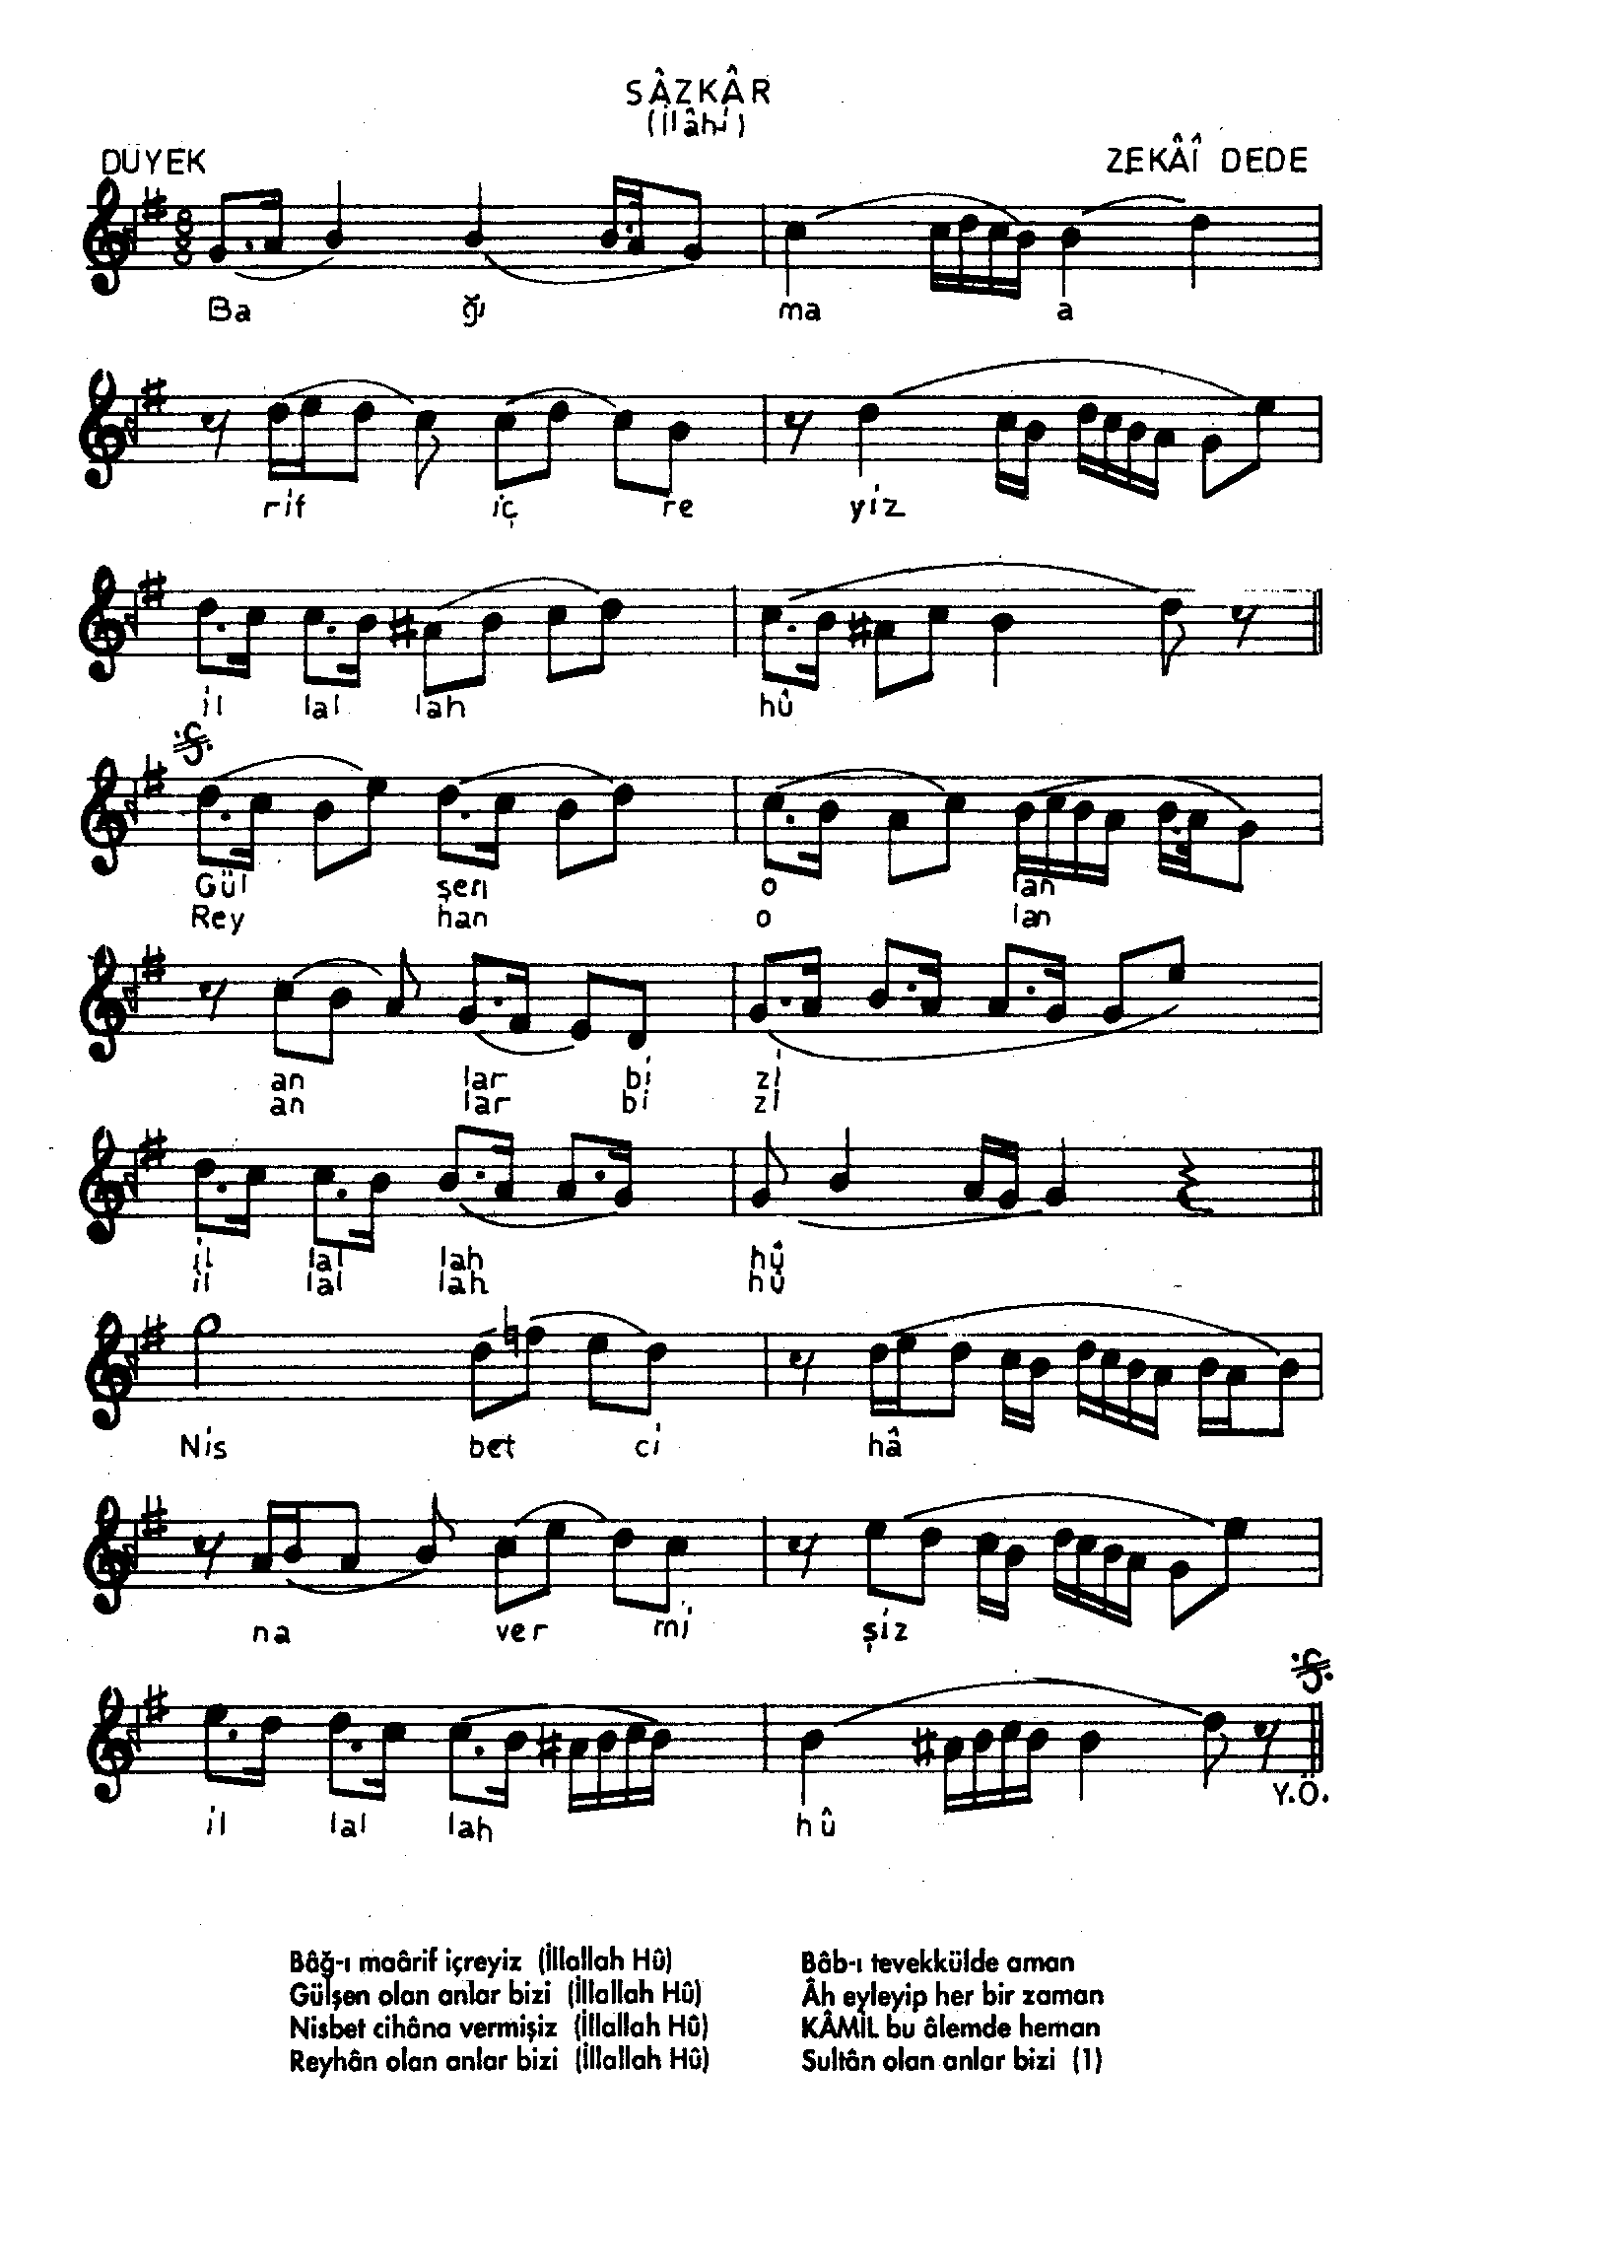 SÂZKÂR
(İlâhi)
DÜYEK ZEKÂÎ DEDE
8 8
Ba ğı ma a
rif iç re yiz
il lal lah hû
Gül şen o lan
Rey han o lan
an lar bi zi
an lar bi zi
il lal lah hû
il lal lah hû
Nis bet ci hâ
na ver mi şiz
il lal lah hû
Y.Ö.
Bâğ-ı maârif içreyiz (İllallah Hû)
Gülşen olan anlar bizi (İllallah Hû)
Nisbet cihâna vermişiz (İllallah Hû)
Reyhân olan anlar bizi (İllallah Hû)
Bâb-ı tevekkülde aman
Âh eyleyip her bir zaman
KÂMİL bu âlemde heman
Sultân olan anlar bizi (1)